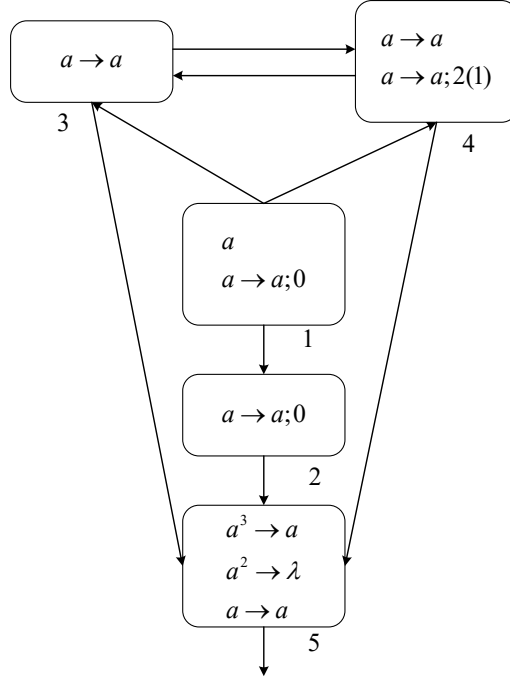 a → a
3
a → a
a → a;2(1)
4
a
a → a;0
1
a → a;0
2
a³ → a
a² → λ
a → a
5